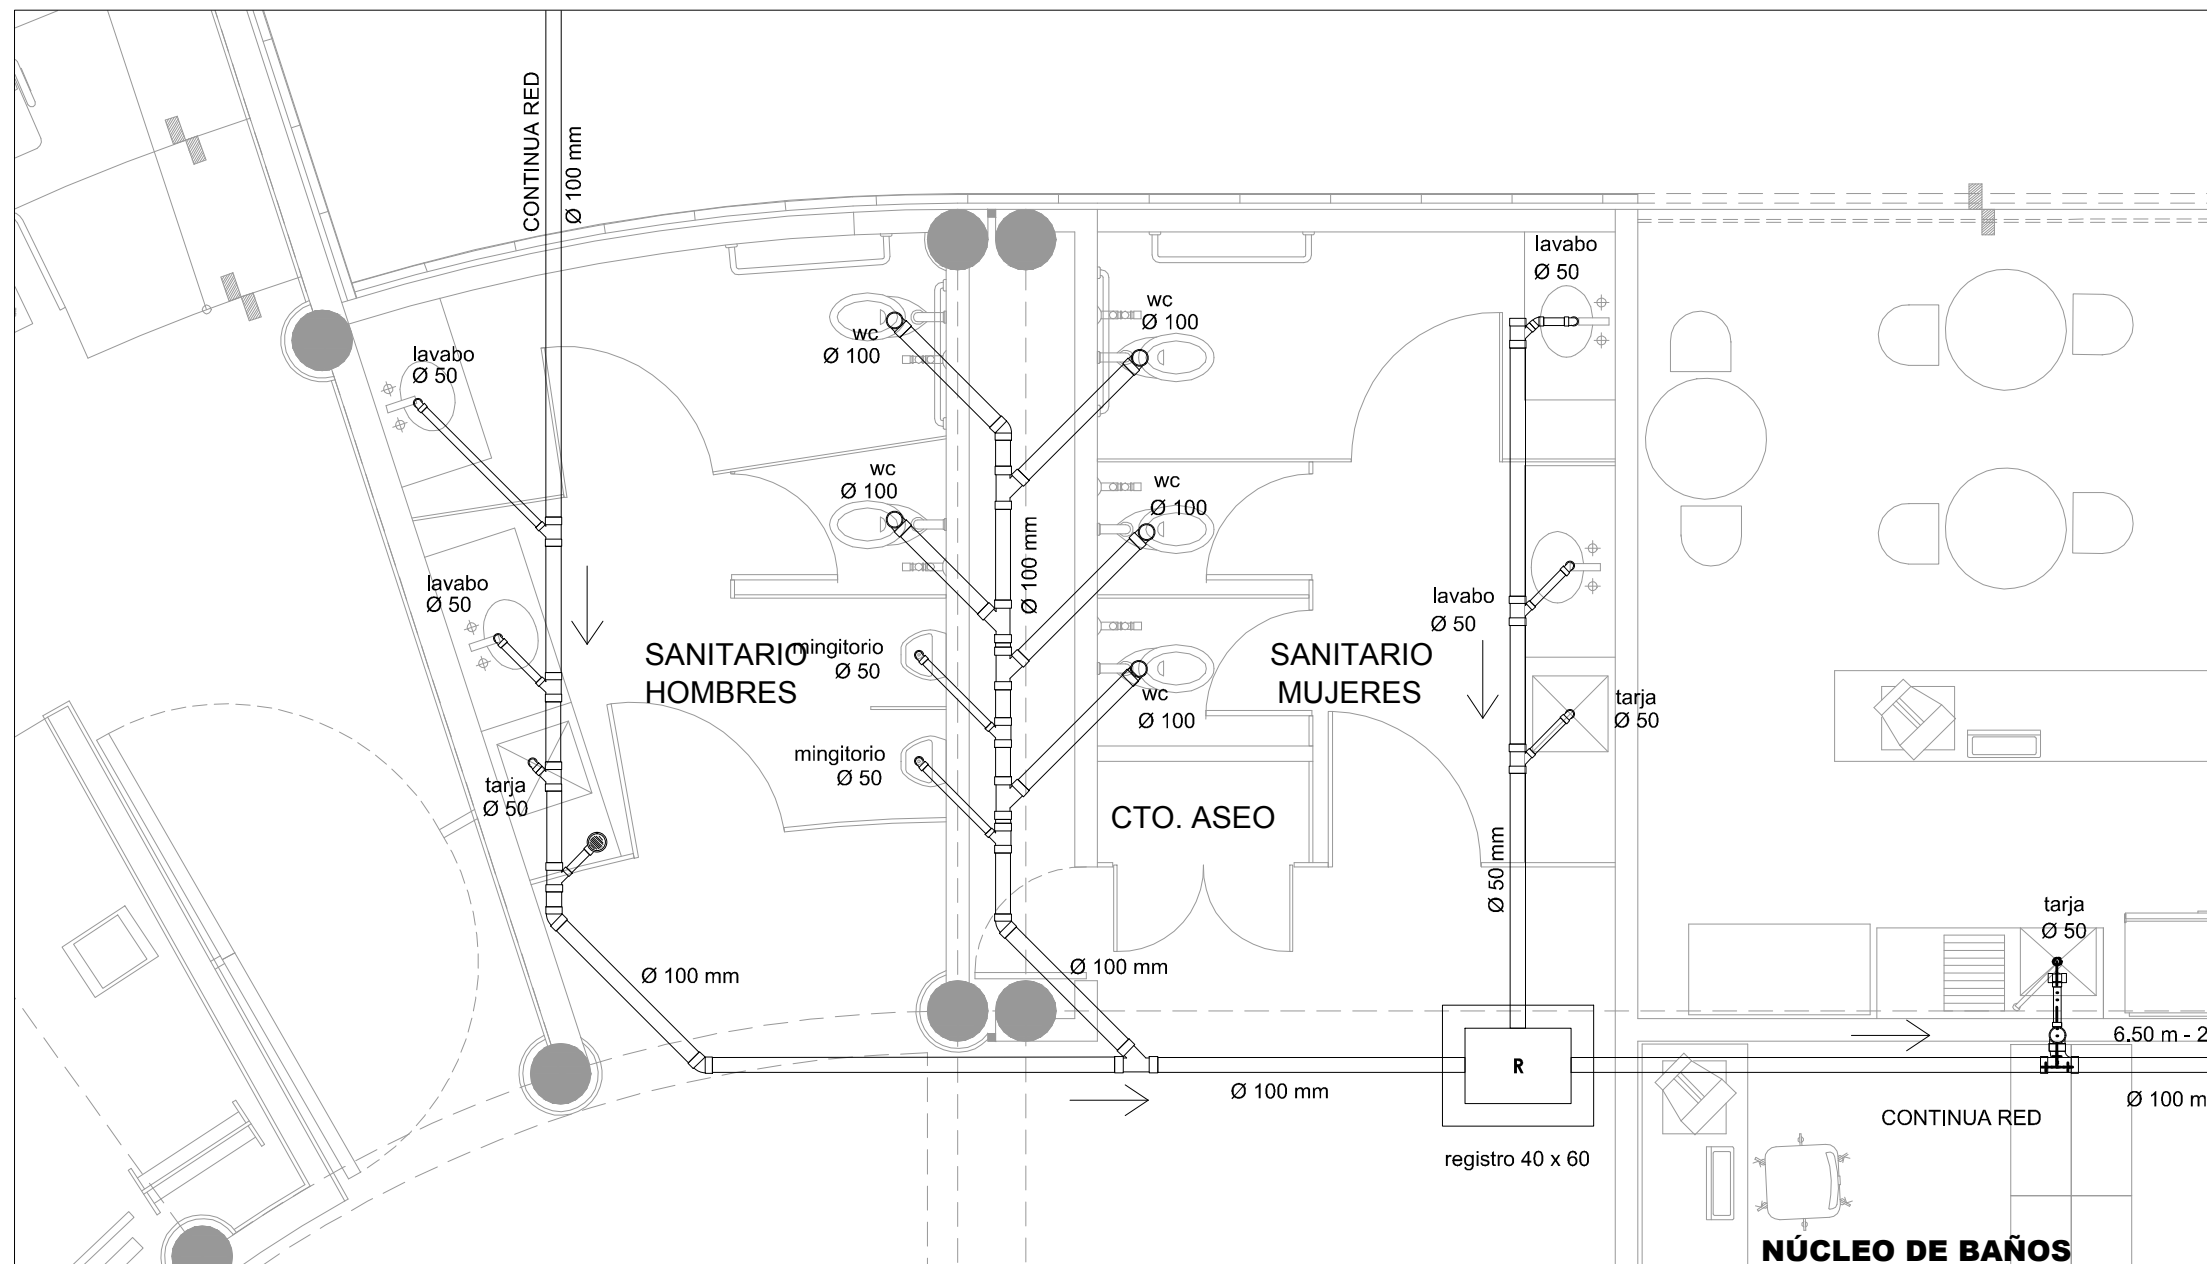 CONTINUA RED
Ø 100 mm
lavabo
Ø 50
wc
Ø 100
wc
Ø 100
lavabo
Ø 50
lavabo
Ø 50
wc
Ø 100
wc
Ø 100
Ø 100 mm
lavabo
Ø 50
lavabo
Ø 50
SANITARIO
HOMBRES
mingitorio
Ø 50
SANITARIO
MUJERES
wc
Ø 100
tarja
Ø 50
mingitorio
Ø 50
tarja
Ø 50
CTO. ASEO
Ø 50 mm
tarja
Ø 50
Ø 100 mm
Ø 100 mm
6.50 m - 2
R
Ø 100 mm
Ø 100 m
CONTINUA RED
registro 40 x 60
NÚCLEO DE BAÑOS